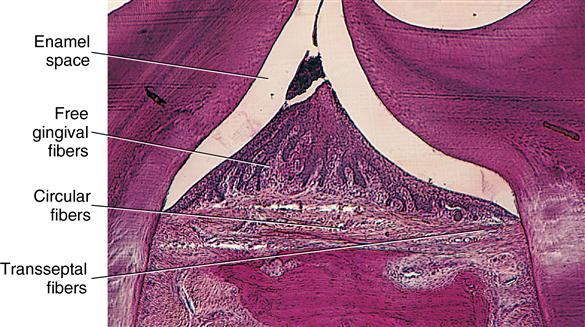 Enamel
space
Free
gingival
fibers
Circular
fibers
Transseptal
fibers